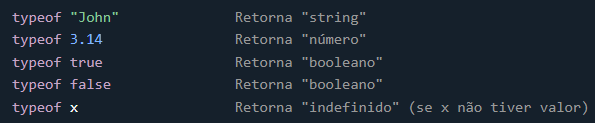 typeof "John" Retorna "string"
typeof 3.14 Retorna "número"
typeof true Retorna "booleano"
typeof false Retorna "booleano"
typeof x Retorna "indefinido" (se x não tiver valor)